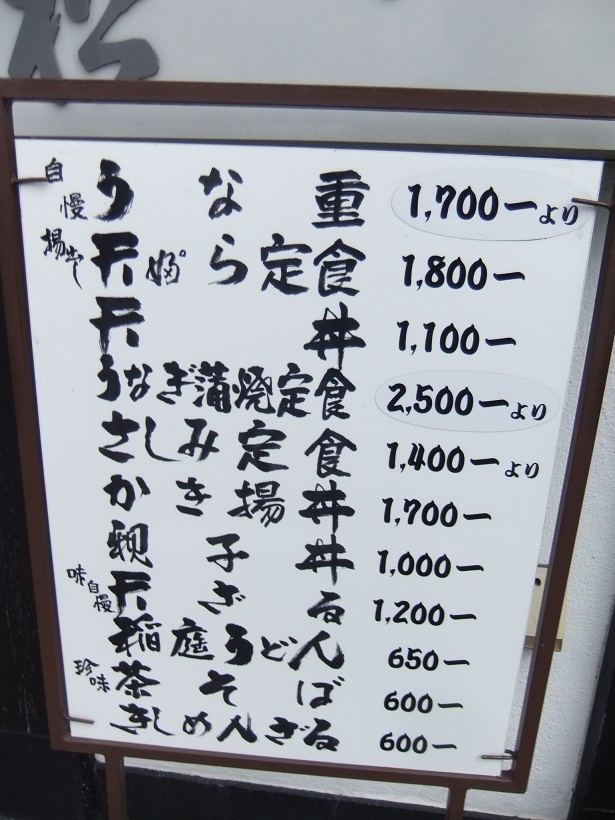 自慢 うな重 1,700ーより
揚出し 天婦゜ら定食 1,800ー
天丼 1,100ー
うなぎ蒲焼定食 2,500ーより
さしみ定食 1,400ーより
かき揚丼 1,700ー
親子丼 1,000ー
味自慢 天ざる 1,200ー
稲庭うどん 650ー
珍味 茶そば 600ー
きしめんざる 600ー